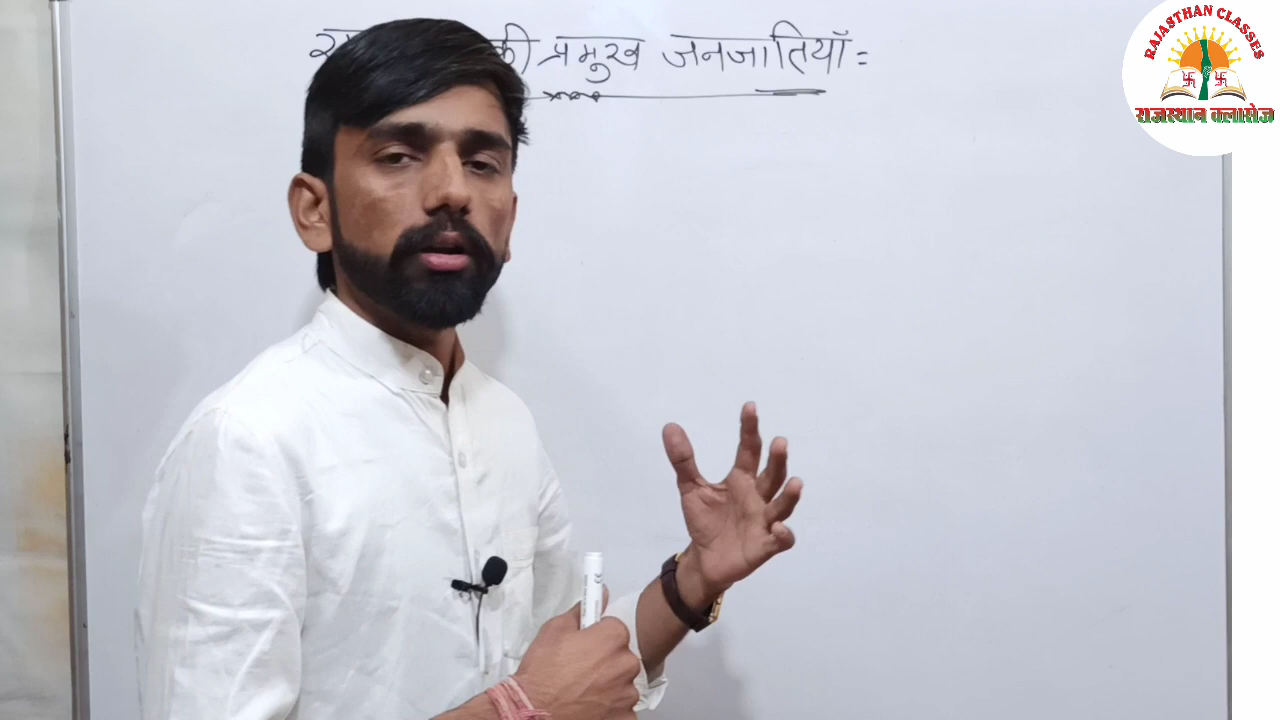 की प्रमुख जनजातियाँ :-
RAJASTHAN CLASSES
राजस्थान क्लासेज